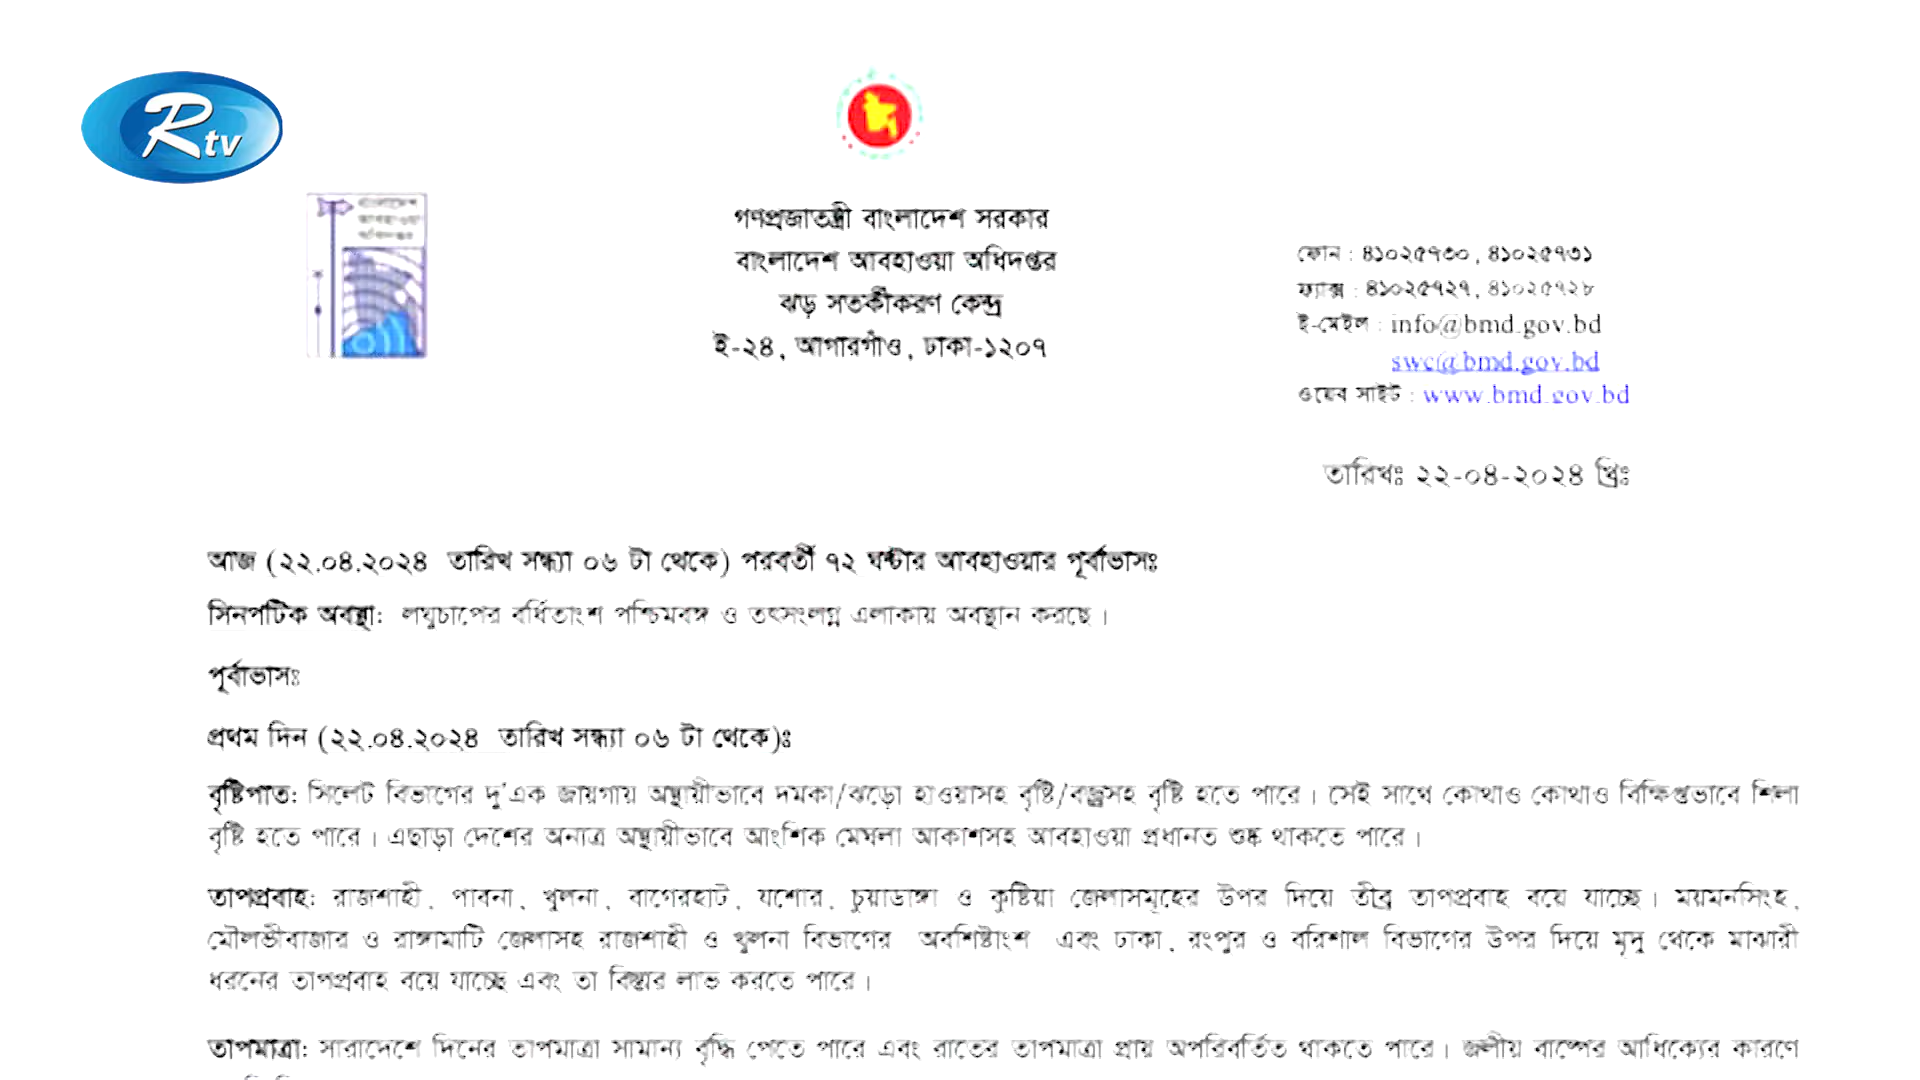 Rtv
গণপ্রজাতন্ত্রী বাংলাদেশ সরকার
বাংলাদেশ আবহাওয়া অধিদপ্তর
ঝড় সতর্কীকরণ কেন্দ্র
ই-২৪, আগারগাঁও, ঢাকা-১২০৭
বাংলাদেশ
আবহাওয়া
অধিদপ্তর
ফোন : ৪১০২৫৭৩০, ৪১০২৫৭৩১
ফ্যাক্স : ৪১০২৫৭২৭, ৪১০২৫৭২৮
ই-মেইল : info@bmd.gov.bd
swc@bmd.gov.bd
ওয়েব সাইট : www.bmd.gov.bd
তারিখঃ ২২-০৪-২০২৪ খ্রিঃ
আজ (২২.০৪.২০২৪ তারিখ সন্ধ্যা ০৬ টা থেকে) পরবর্তী ৭২ ঘন্টার আবহাওয়ার পূর্বাভাসঃ
সিনপটিক অবস্থা: লঘুচাপের বর্ধিতাংশ পশ্চিমবঙ্গ ও তৎসংলগ্ন এলাকায় অবস্থান করছে।
পূর্বাভাসঃ
প্রথম দিন (২২.০৪.২০২৪ তারিখ সন্ধ্যা ০৬ টা থেকে)ঃ
বৃষ্টিপাত: সিলেট বিভাগের দু'এক জায়গায় অস্থায়ীভাবে দমকা/ঝড়ো হাওয়াসহ বৃষ্টি/বজ্রসহ বৃষ্টি হতে পারে। সেই সাথে কোথাও কোথাও বিক্ষিপ্তভাবে শিলা
বৃষ্টি হতে পারে। এছাড়া দেশের অন্যত্র অস্থায়ীভাবে আংশিক মেঘলা আকাশসহ আবহাওয়া প্রধানত শুষ্ক থাকতে পারে।
তাপপ্রবাহ: রাজশাহী, পাবনা, খুলনা, বাগেরহাট, যশোর, চুয়াডাঙ্গা ও কুষ্টিয়া জেলাসমূহের উপর দিয়ে তীব্র তাপপ্রবাহ বয়ে যাচ্ছে। ময়মনসিংহ,
মৌলভীবাজার ও রাঙ্গামাটি জেলাসহ রাজশাহী ও খুলনা বিভাগের অবশিষ্টাংশ এবং ঢাকা, রংপুর ও বরিশাল বিভাগের উপর দিয়ে মৃদু থেকে মাঝারী
ধরনের তাপপ্রবাহ বয়ে যাচ্ছে এবং তা বিস্তার লাভ করতে পারে।
তাপমাত্রা: সারাদেশে দিনের তাপমাত্রা সামান্য বৃদ্ধি পেতে পারে এবং রাতের তাপমাত্রা প্রায় অপরিবর্তিত থাকতে পারে। জলীয় বাষ্পের আধিক্যের কারণে